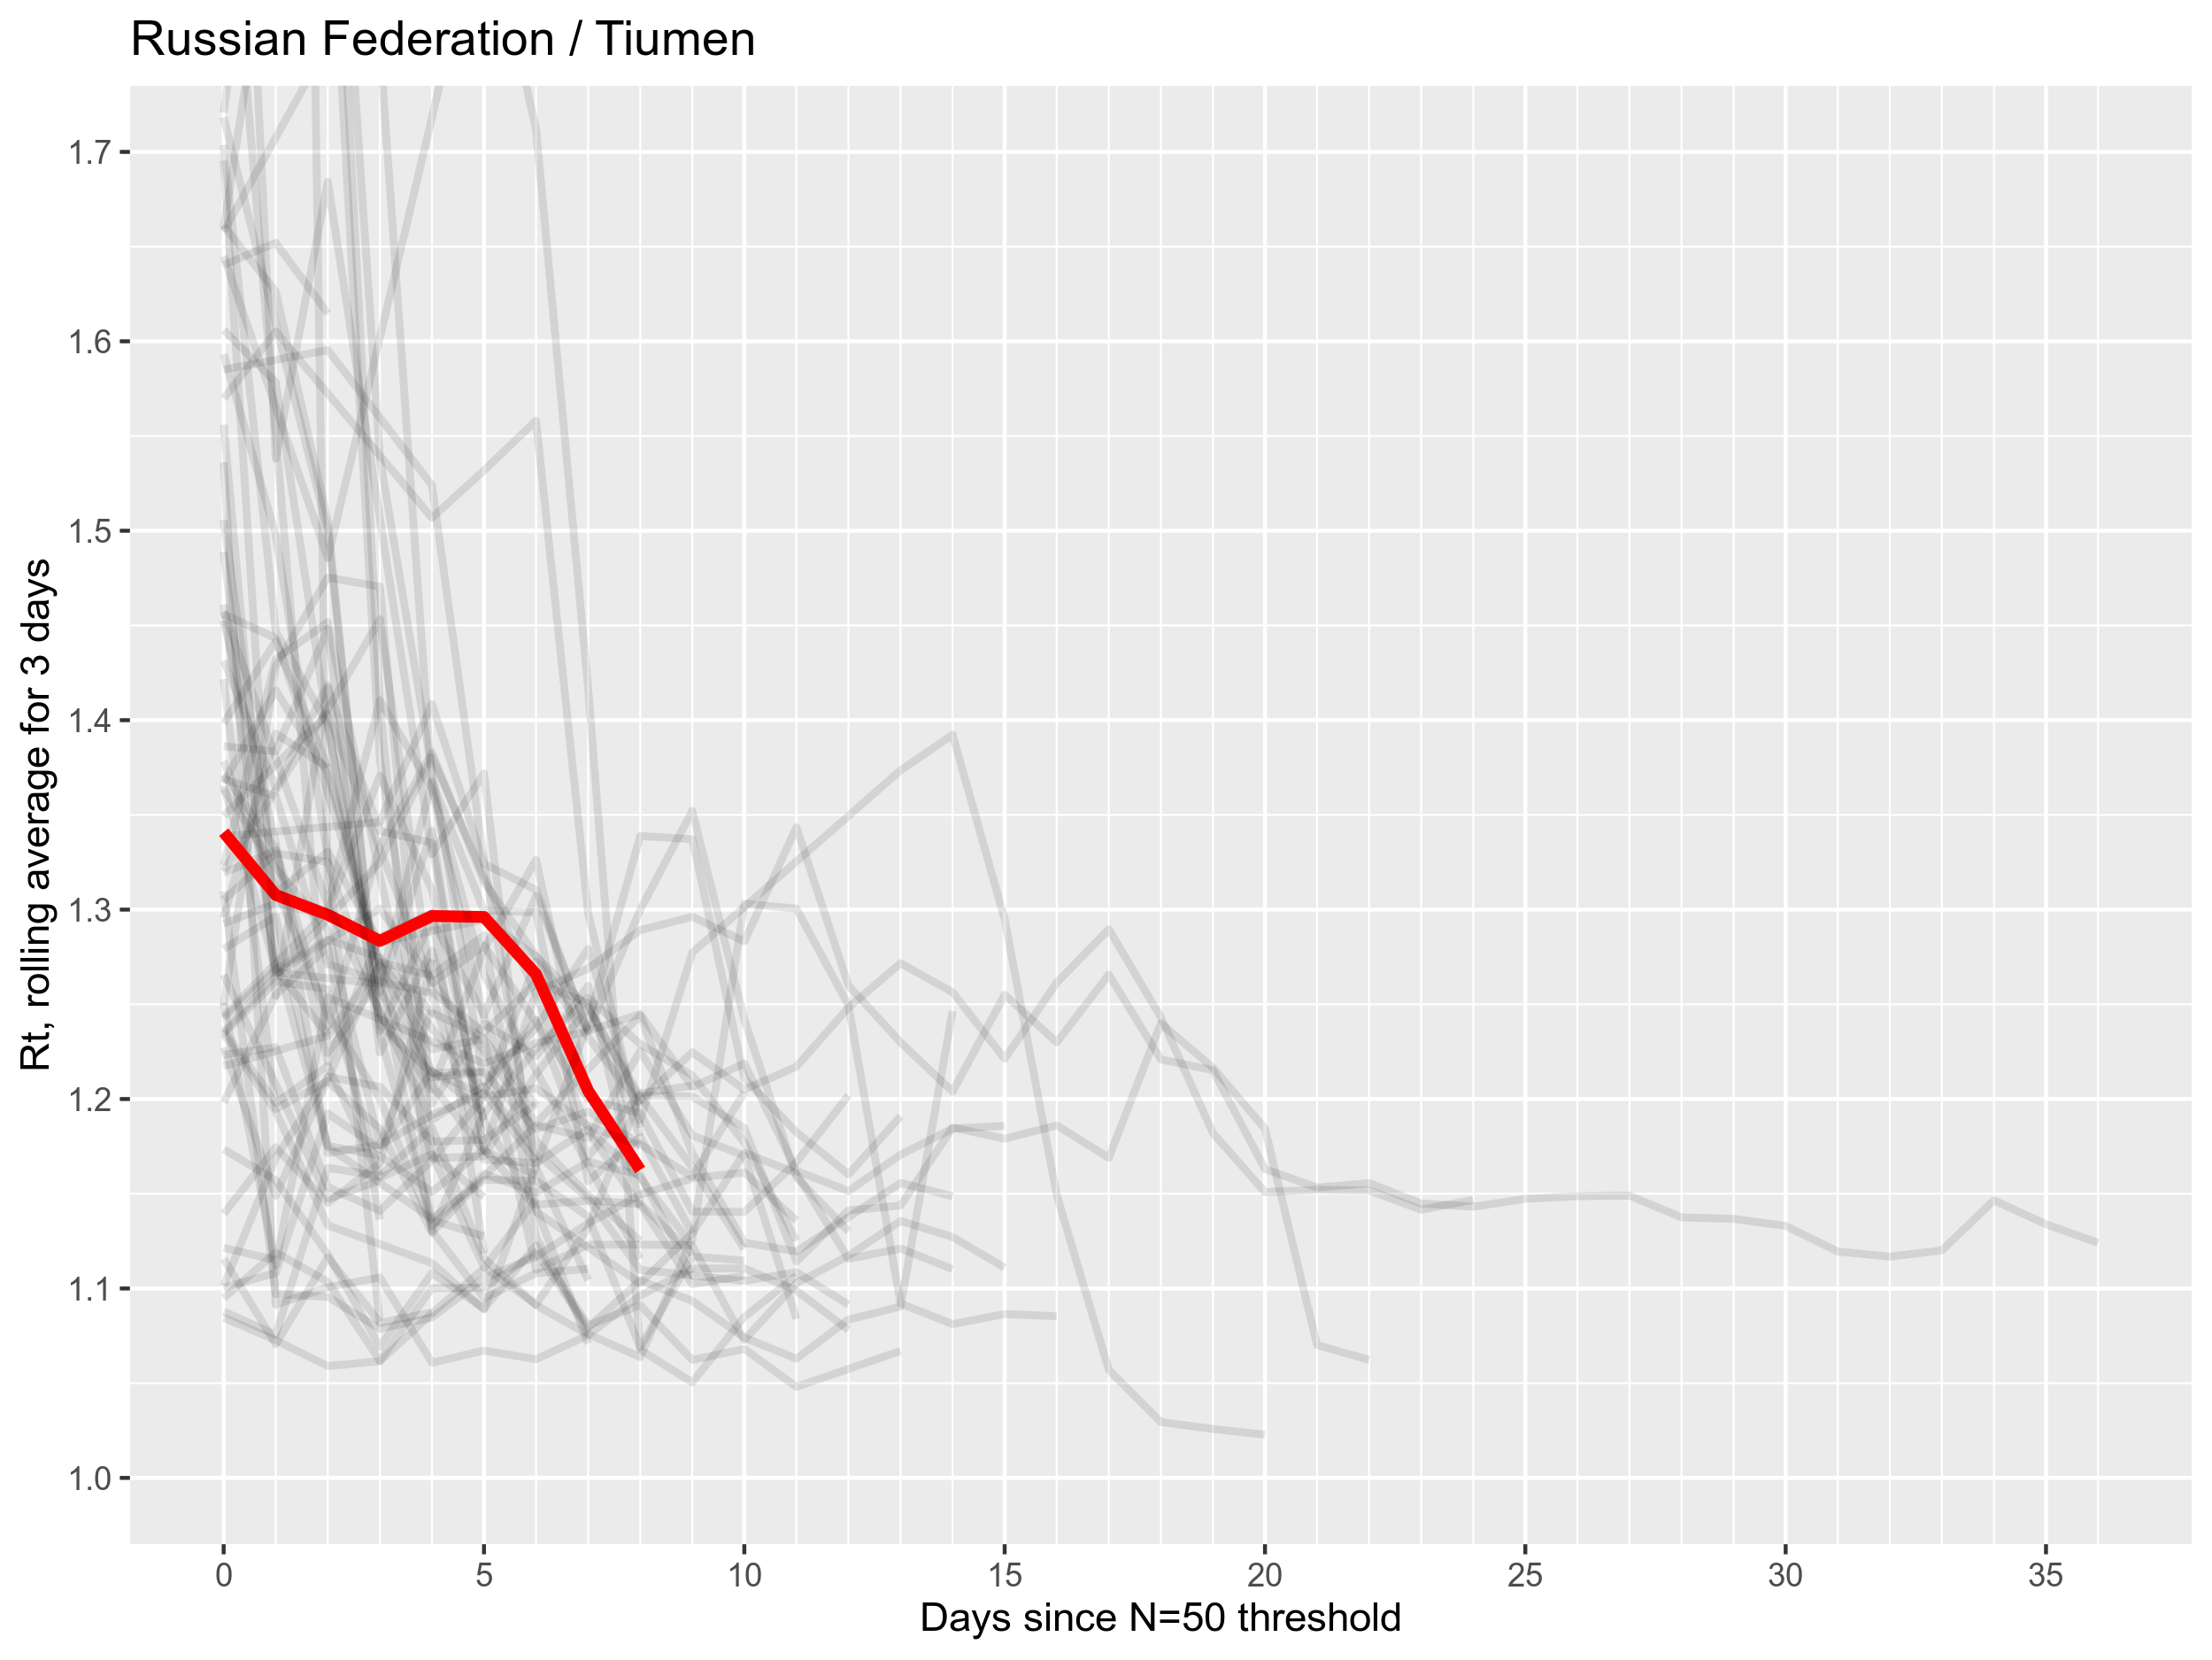 Russian Federation / Tiumen
Rt, rolling average for 3 days
1.7
1.6
1.5
1.4
1.3
1.2
1.1
1.0
0 5 10 15 20 25 30 35
Days since N=50 threshold